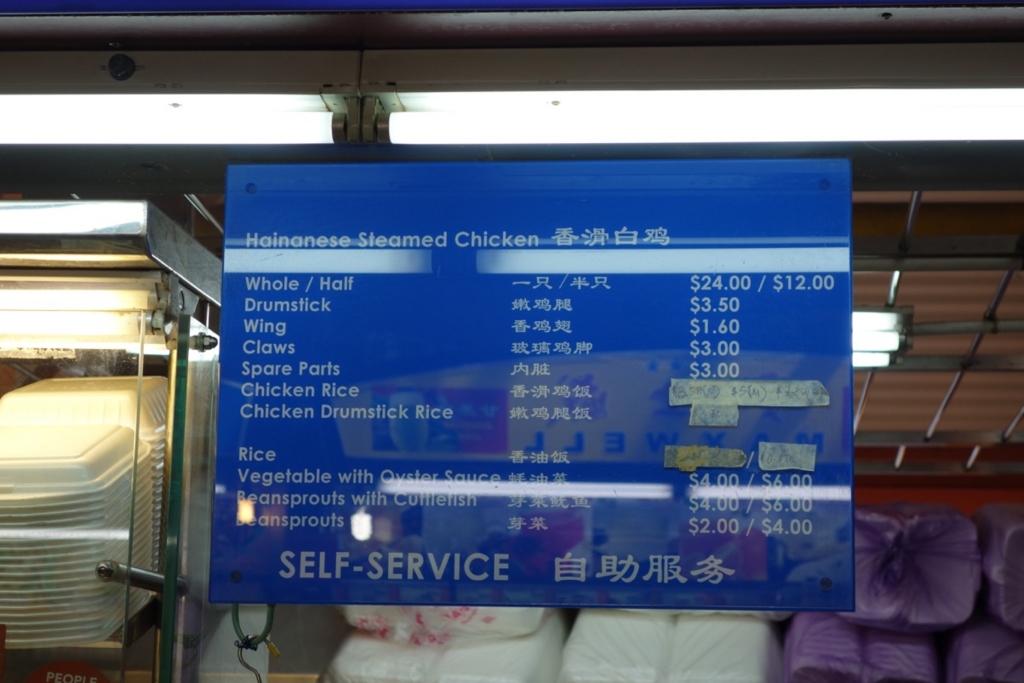 Hainanese Steamed Chicken 香滑白鸡
Whole / Half 一只/半只 $24.00 / $12.00
Drumstick 嫩鸡腿 $3.50
Wing 香鸡翅 $1.60
Claws 玻璃鸡脚 $3.00
Spare Parts 内脏 $3.00
Chicken Rice 香滑鸡饭
Chicken Drumstick Rice 嫩鸡腿饭
Rice 香油饭 /
Vegetable with Oyster Sauce 蚝油菜 $4.00 / $6.00
Beansprouts with Cuttlefish 芽菜鱿鱼 $4.00 / $6.00
Beansprouts 芽菜 $2.00 / $4.00
SELF-SERVICE 自助服务
MAXWELL
PEOPLE